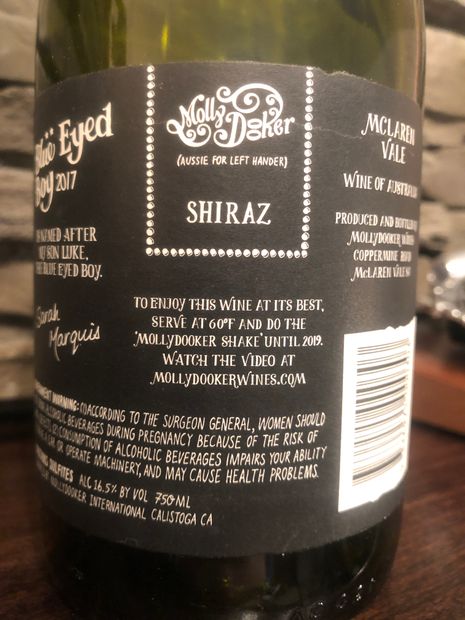 Eyed
Boy 2017
NAMED AFTER
MY SON LUKE,
BLUE EYED BOY.
Sarah
Marquis
Molly
Dooker
(AUSSIE FOR LEFT HANDER)
SHIRAZ
TO ENJOY THIS WINE AT ITS BEST,
SERVE AT 60°F AND DO THE
'MOLLYDOOKER SHAKE' UNTIL 2019.
WATCH THE VIDEO AT
MOLLYDOOKERWINES.COM
MCLAREN
VALE
WINE OF AUSTRALIA
PRODUCED AND BOTTLED
MOLLYDOOKER WINES
COPPERMINE ROAD
MCLAREN VALE
WARNING: (1) ACCORDING TO THE SURGEON GENERAL, WOMEN SHOULD
ALCOHOLIC BEVERAGES DURING PREGNANCY BECAUSE OF THE RISK OF
CONSUMPTION OF ALCOHOLIC BEVERAGES IMPAIRS YOUR ABILITY
OR OPERATE MACHINERY, AND MAY CAUSE HEALTH PROBLEMS.
SULFITES ALC 16.5% BY VOL 750ML
MOLLYDOOKER INTERNATIONAL CALISTOGA CA